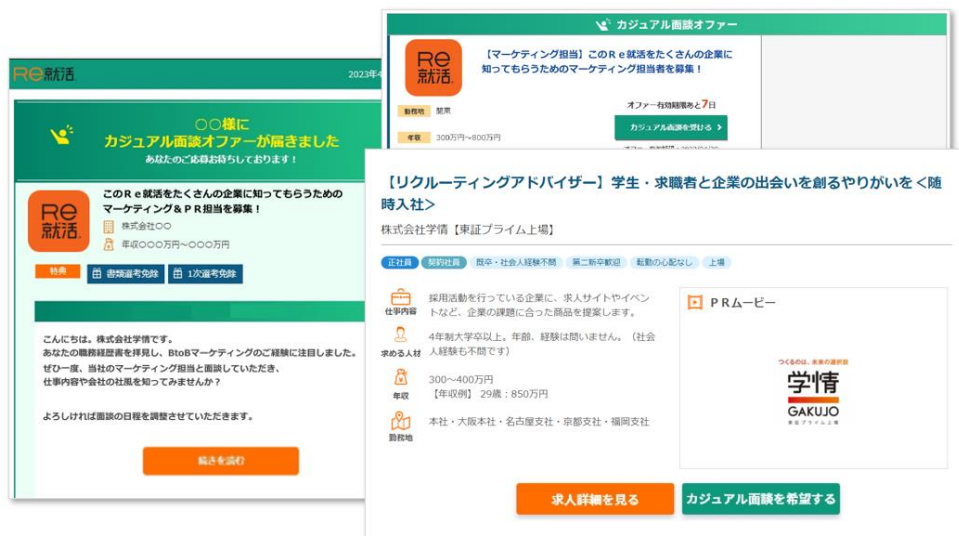 Re就活.
2023年4
○○様に
カジュアル面談オファーが届きました
あなたのご応募お待ちしております！
Re
就活.
このRe就活をたくさんの企業に知ってもらうための
マーケティング＆PR担当を募集！
株式会社○○
年収○○○万円～○○○万円
特典
書類選考免除
1次選考免除
こんにちは。株式会社学情です。
あなたの職務経歴書を拝見し、BtoBマーケティングのご経験に注目しました。
ぜひ一度、当社のマーケティング担当と面談していただき、
仕事内容や会社の社風を知ってみませんか？
よろしければ面談の日程を調整させていただきます。
続きを読む
カジュアル面談オファー
Re
就活.
【マーケティング担当】このRe就活をたくさんの企業に
知ってもらうためのマーケティング担当者を募集！
勤務地 関東
年収 300万円～800万円
オファー有効期限あと7日
カジュアル面談を受ける
【リクルーティングアドバイザー】学生・求職者と企業の出会いを創るやりがいを＜随
時入社＞
株式会社学情【東証プライム上場】
正社員 契約社員 既卒・社会人経験不問 第二新卒歓迎 転勤の心配なし 上場
仕事内容
採用活動を行っている企業に、求人サイトやイベン
トなど、企業の課題に合った商品を提案します。
求める人材
4年制大学卒以上。年齢、経験は問いません。（社会
人経験も不問です）
年収
300～400万円
【年収例】 29歳：850万円
勤務地
本社・大阪本社・名古屋支社・京都支社・福岡支社
PRムービー
つくるのは、未来の選択肢
学情
GAKUJO
東証プライム上場
求人詳細を見る
カジュアル面談を希望する